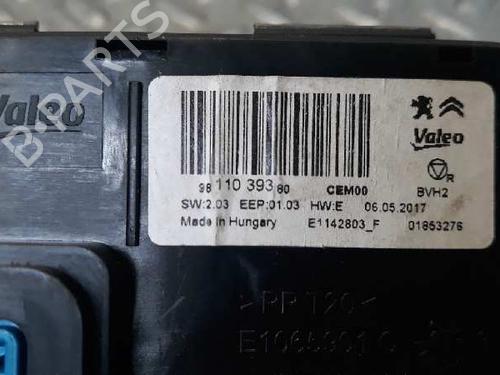 Valeo
B-PARTS
Valeo
R
98 110 393 80 CEM00 BVH2
SW:2.03 EEP:01.03 HW:E 06.05.2017
Made in Hungary E1142803_F 01853276
>PP T20<